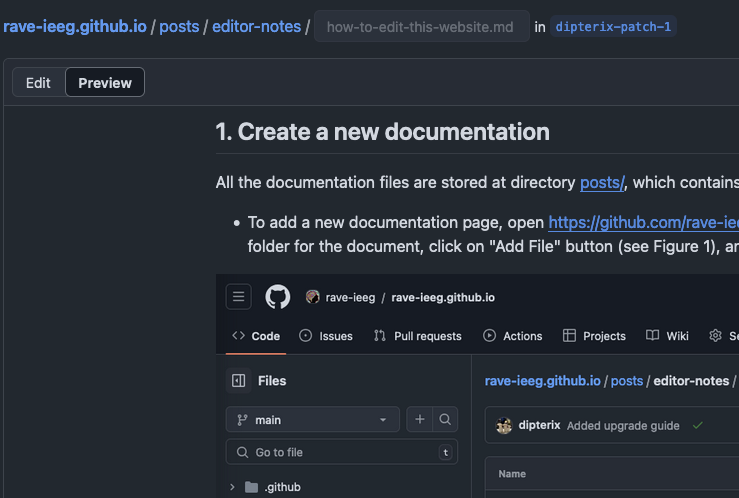 rave-ieeg.github.io / posts / editor-notes / how-to-edit-this-website.md in dipterix-patch-1
Edit Preview
1. Create a new documentation
All the documentation files are stored at directory posts/, which contains
• To add a new documentation page, open https://github.com/rave-iee
folder for the document, click on "Add File" button (see Figure 1), an
rave-ieeg / rave-ieeg.github.io
<> Code Issues Pull requests Actions Projects Wiki Se
Files
rave-ieeg.github.io / posts / editor-notes /
main
dipterix Added upgrade guide
Go to file t
Name
.github